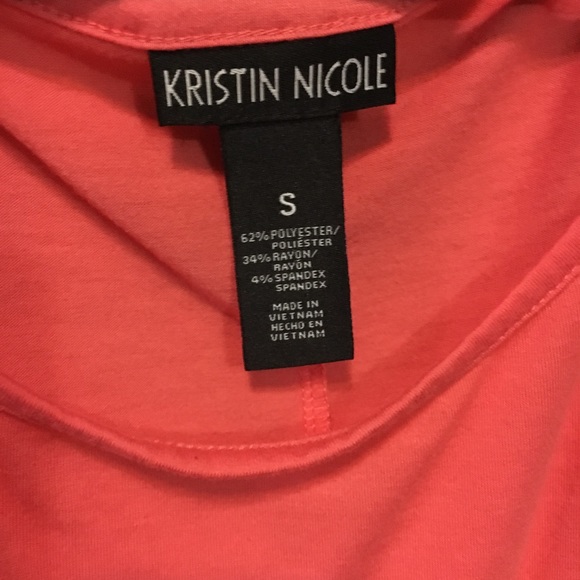 KRISTIN NICOLE
S
62% POLYESTER/
POLIÉSTER
34% RAYON/
RAYÓN
4% SPANDEX
SPANDEX
MADE IN
VIETNAM
HECHO EN
VIETNAM